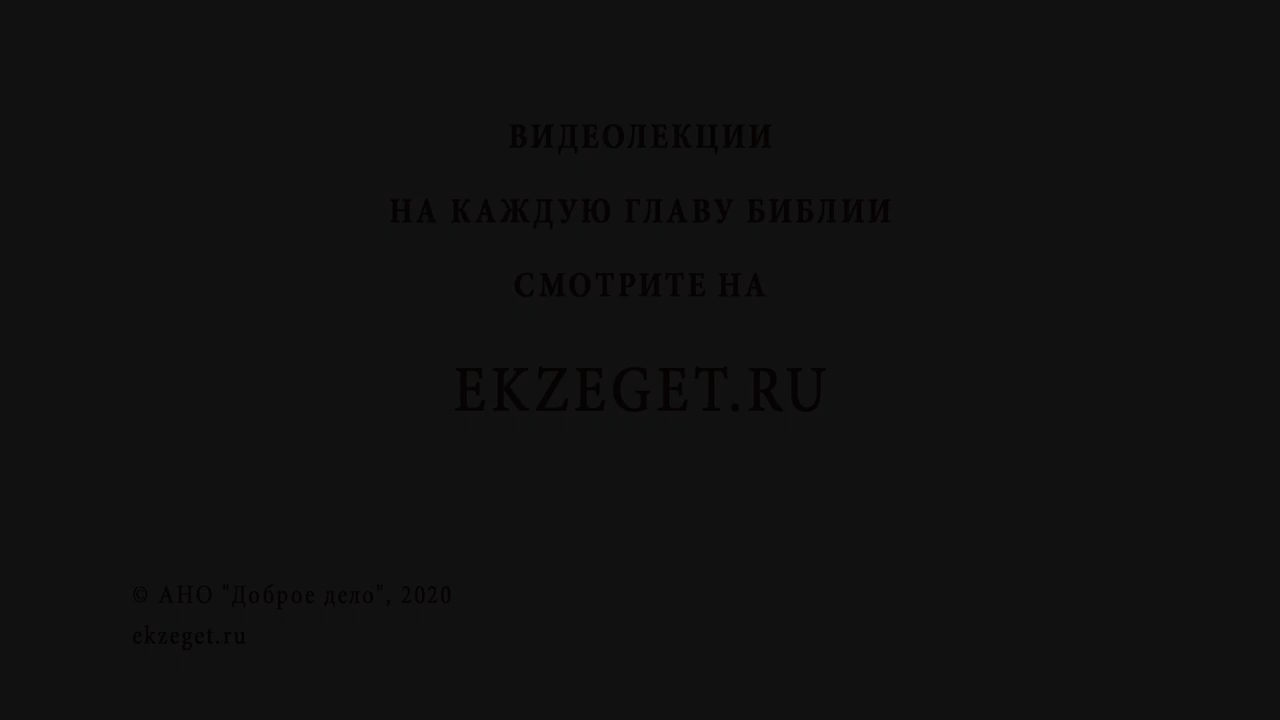 ВИДЕОЛЕКЦИИ
НА КАЖДУЮ ГЛАВУ БИБЛИИ
СМОТРИТЕ НА
EKZEGET.RU
© АНО "Доброе дело", 2020
ekzeget.ru